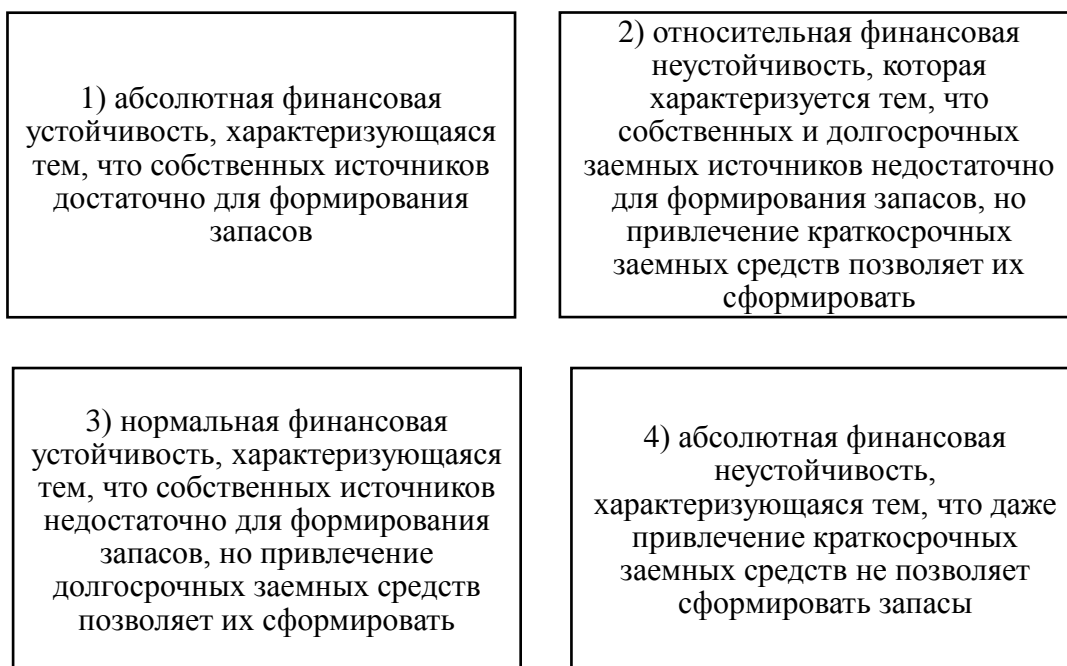 1) абсолютная финансовая
устойчивость, характеризующаяся
тем, что собственных источников
достаточно для формирования
запасов
2) относительная финансовая
неустойчивость, которая
характеризуется тем, что
собственных и долгосрочных
заемных источников недостаточно
для формирования запасов, но
привлечение краткосрочных
заемных средств позволяет их
сформировать
3) нормальная финансовая
устойчивость, характеризующаяся
тем, что собственных источников
недостаточно для формирования
запасов, но привлечение
долгосрочных заемных средств
позволяет их сформировать
4) абсолютная финансовая
неустойчивость,
характеризующаяся тем, что даже
привлечение краткосрочных
заемных средств не позволяет
сформировать запасы